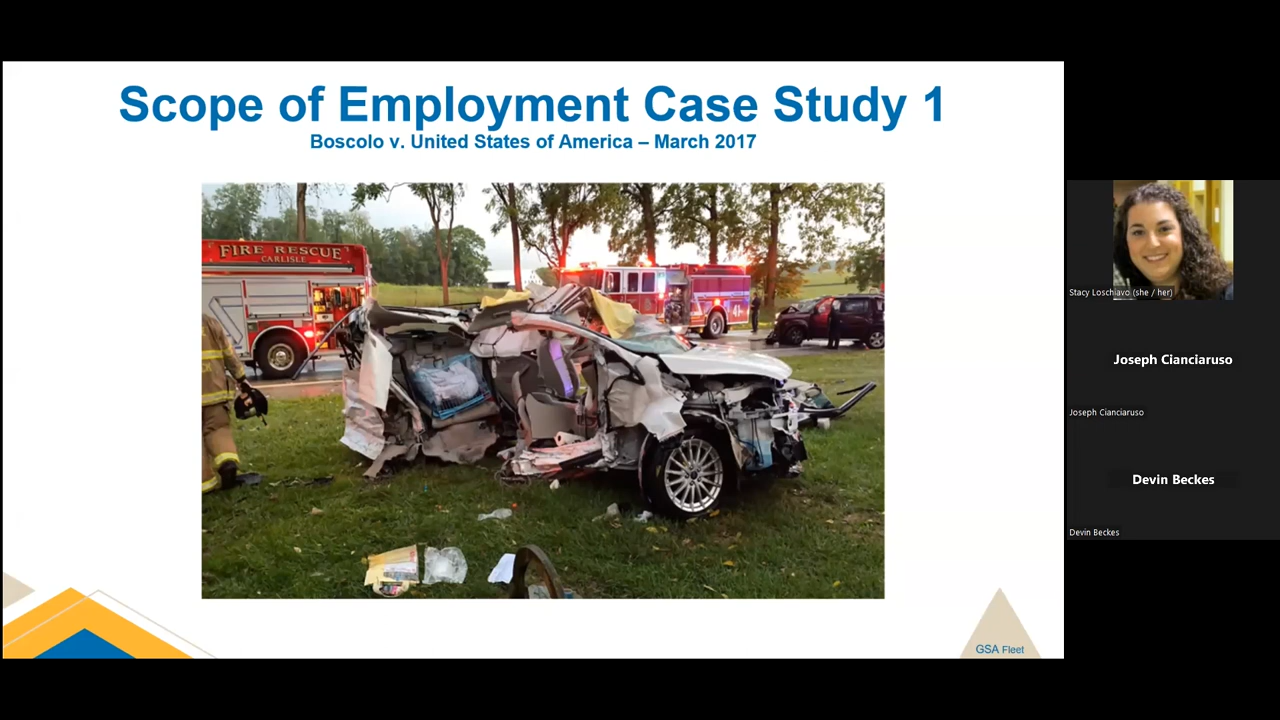 Scope of Employment Case Study 1
Boscolo v. United States of America – March 2017
FIRE RESCUE
CARLISLE
41
GSA Fleet
Stacy Loschiavo (she / her)
Joseph Cianciaruso
Joseph Cianciaruso
Devin Beckes
Devin Beckes